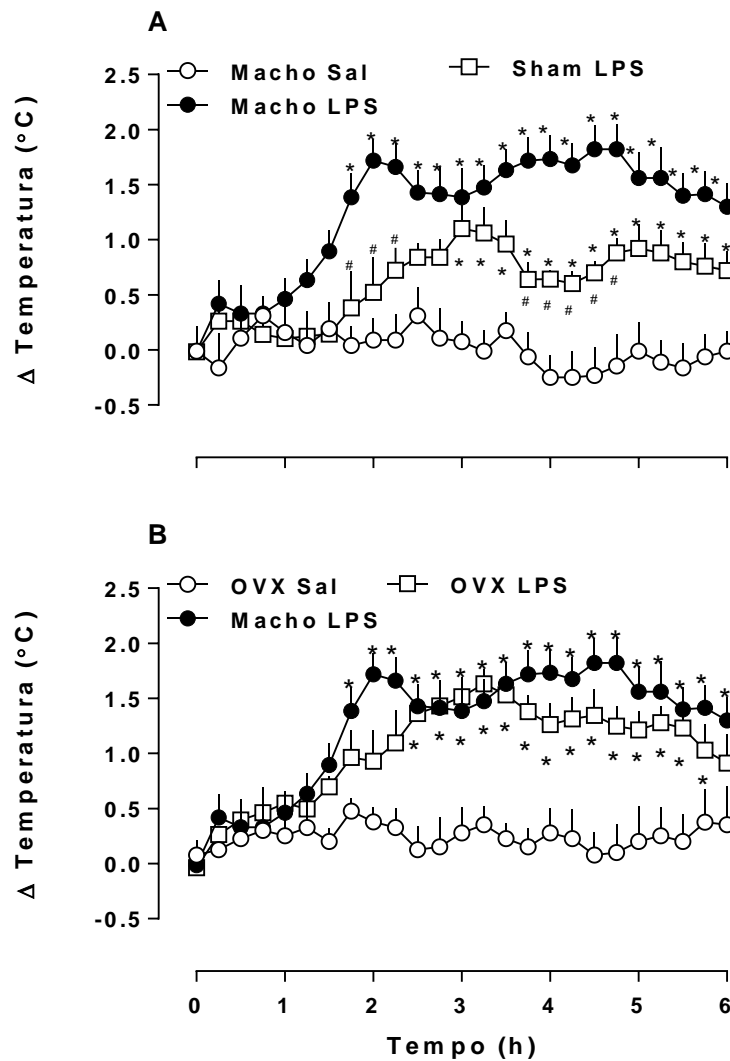 A
Macho Sal
Sham LPS
Macho LPS
Δ Temperatura (°C)
2.5
2.0
1.5
1.0
0.5
0.0
-0.5
* * * * * * * * * * * * * * * * * *
# # # * * * * * * * * * * * * *
# # # # *
B
OVX Sal
OVX LPS
Macho LPS
Δ Temperatura (°C)
2.5
2.0
1.5
1.0
0.5
0.0
-0.5
* * * * * * * * * * * * * * * * * *
* * * * * * * * * * * * * *
0 1 2 3 4 5 6
Tempo (h)